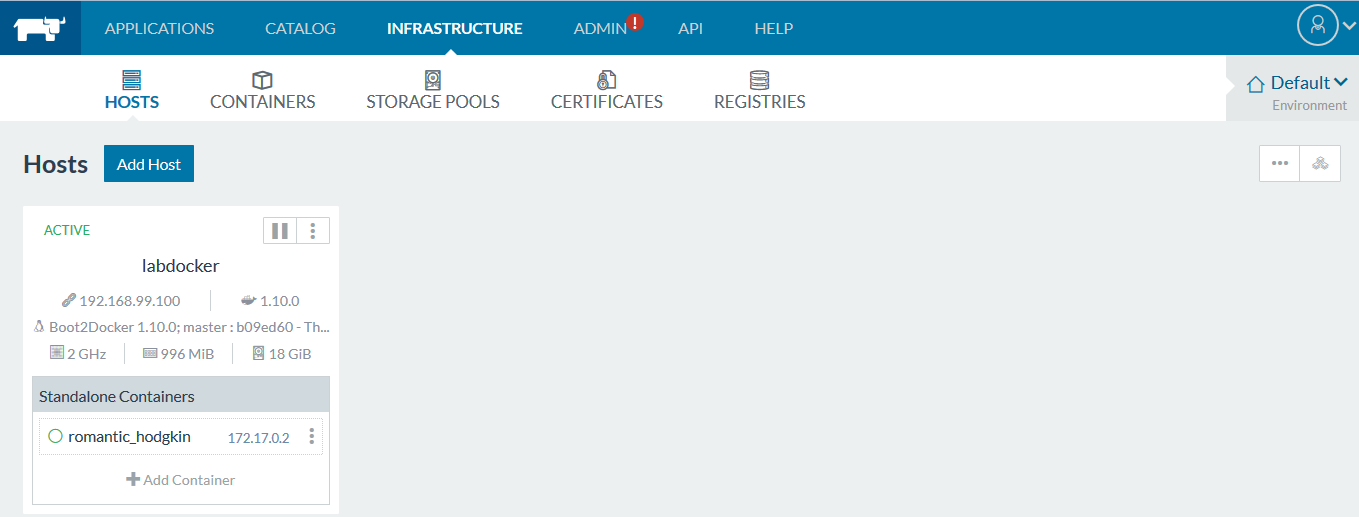 APPLICATIONS CATALOG INFRASTRUCTURE ADMIN ! API HELP
HOSTS CONTAINERS STORAGE POOLS CERTIFICATES REGISTRIES
Default
Environment
Hosts Add Host
ACTIVE
labdocker
192.168.99.100 1.10.0
Boot2Docker 1.10.0; master : b09ed60 - Th...
2 GHz 996 MiB 18 GiB
Standalone Containers
romantic_hodgkin 172.17.0.2
Add Container